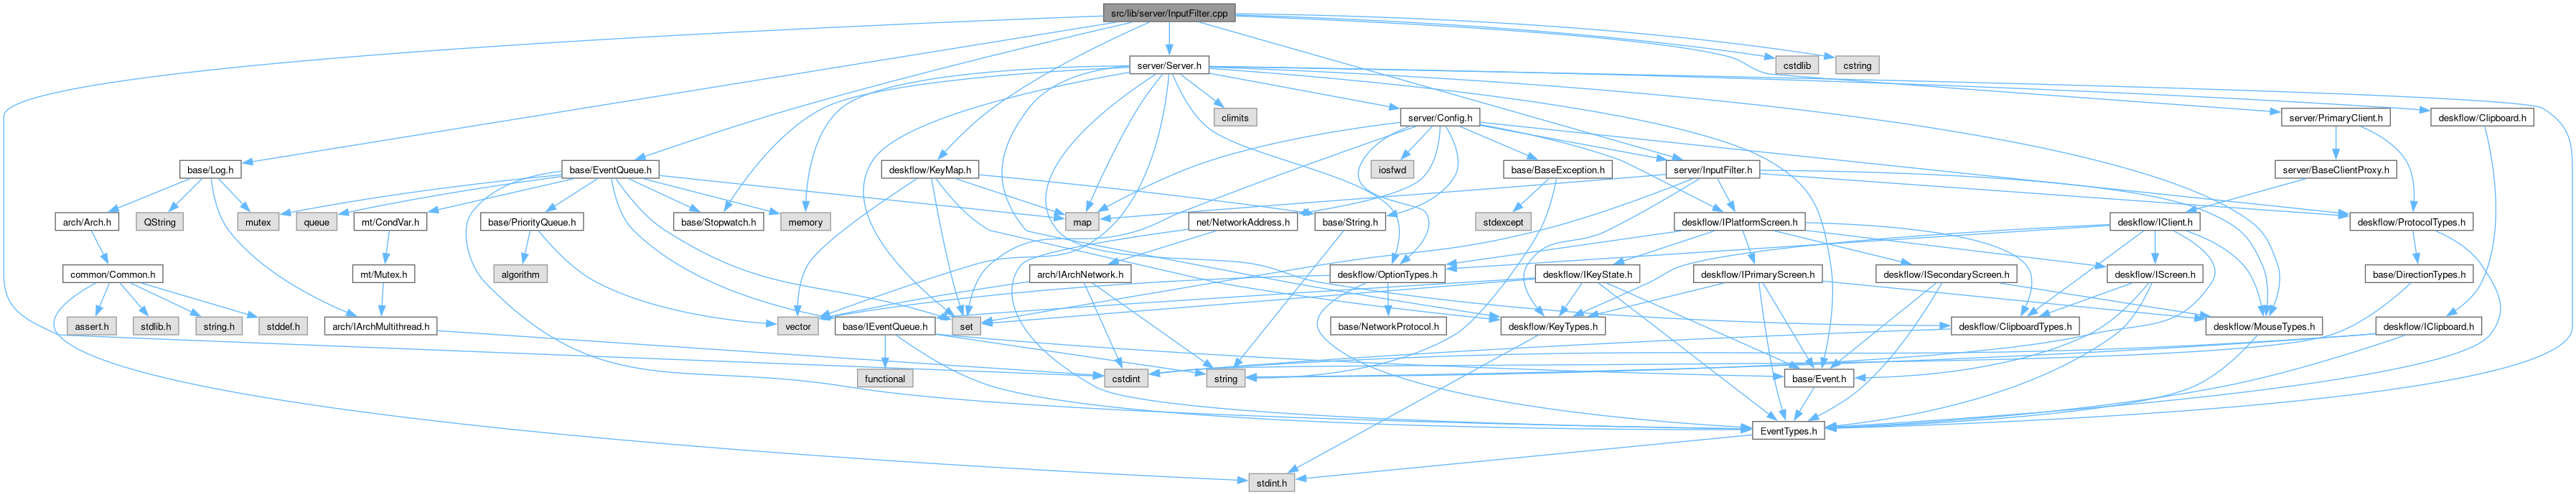 src/lib/server/InputFilter.cpp
server/Server.h
cstdlib
cstring
server/Config.h
climits
server/PrimaryClient.h
deskflow/Clipboard.h
base/Log.h
base/EventQueue.h
deskflow/KeyMap.h
iosfwd
base/BaseException.h
server/InputFilter.h
server/BaseClientProxy.h
arch/Arch.h
QString
mutex
queue
mt/CondVar.h
base/PriorityQueue.h
base/Stopwatch.h
memory
map
net/NetworkAddress.h
base/String.h
stdexcept
deskflow/IPlatformScreen.h
deskflow/IClient.h
deskflow/ProtocolTypes.h
common/Common.h
mt/Mutex.h
algorithm
arch/IArchNetwork.h
deskflow/OptionTypes.h
deskflow/IKeyState.h
deskflow/IPrimaryScreen.h
deskflow/ISecondaryScreen.h
deskflow/IScreen.h
base/DirectionTypes.h
assert.h
stdlib.h
string.h
stddef.h
arch/IArchMultithread.h
vector
base/IEventQueue.h
set
base/NetworkProtocol.h
deskflow/KeyTypes.h
deskflow/ClipboardTypes.h
deskflow/MouseTypes.h
deskflow/IClipboard.h
functional
cstdint
string
base/Event.h
EventTypes.h
stdint.h